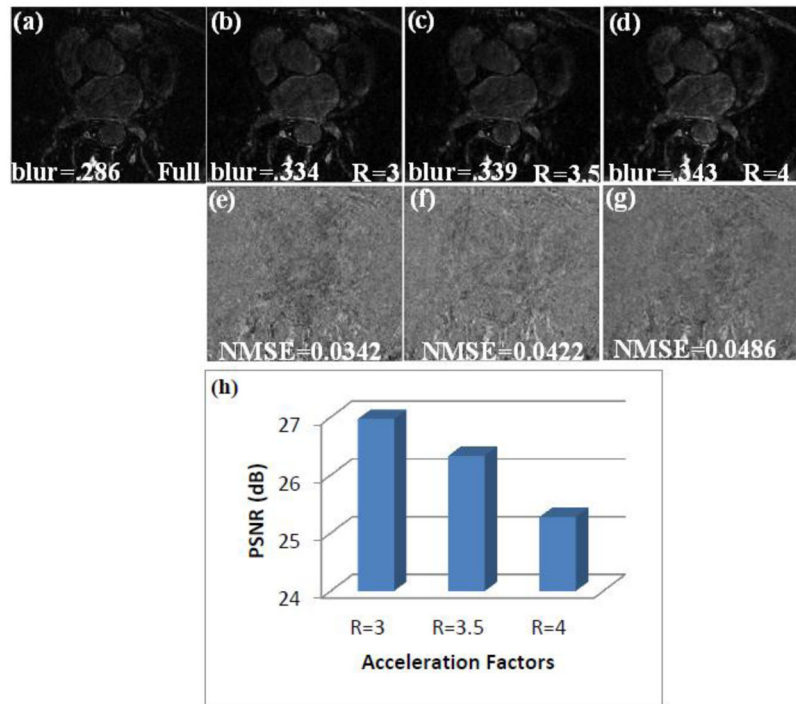 (a) (b) (c) (d)
blur=.286 Full blur=.334 R=3 blur=.339 R=3.5 blur=.343 R=4
(e) (f) (g)
NMSE=0.0342 NMSE=0.0422 NMSE=0.0486
(h)
27
26
25
24
PSNR (dB)
R=3 R=3.5 R=4
Acceleration Factors